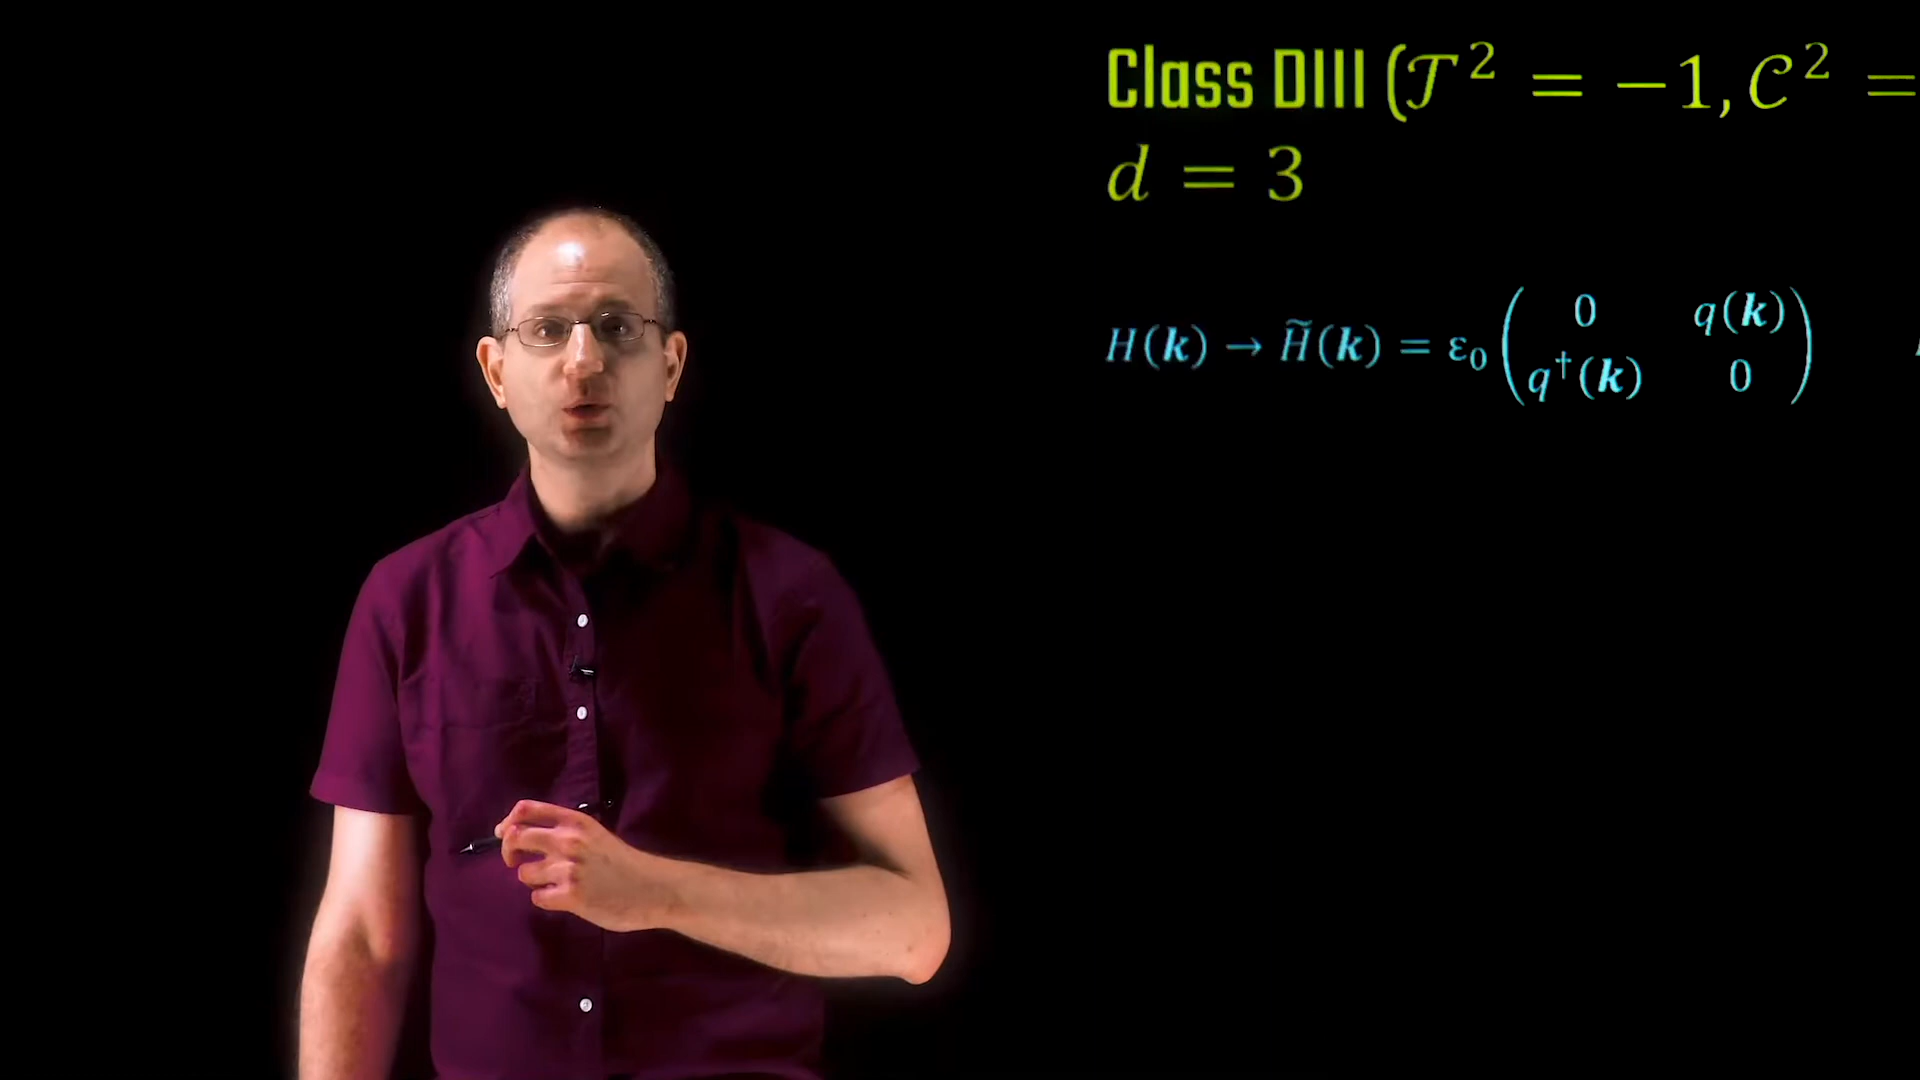 Class DIII (𝒯² = −1, 𝒞² =
d = 3
H(k) → H̃(k) = ε₀ ( 0 q(k)
q†(k) 0 )